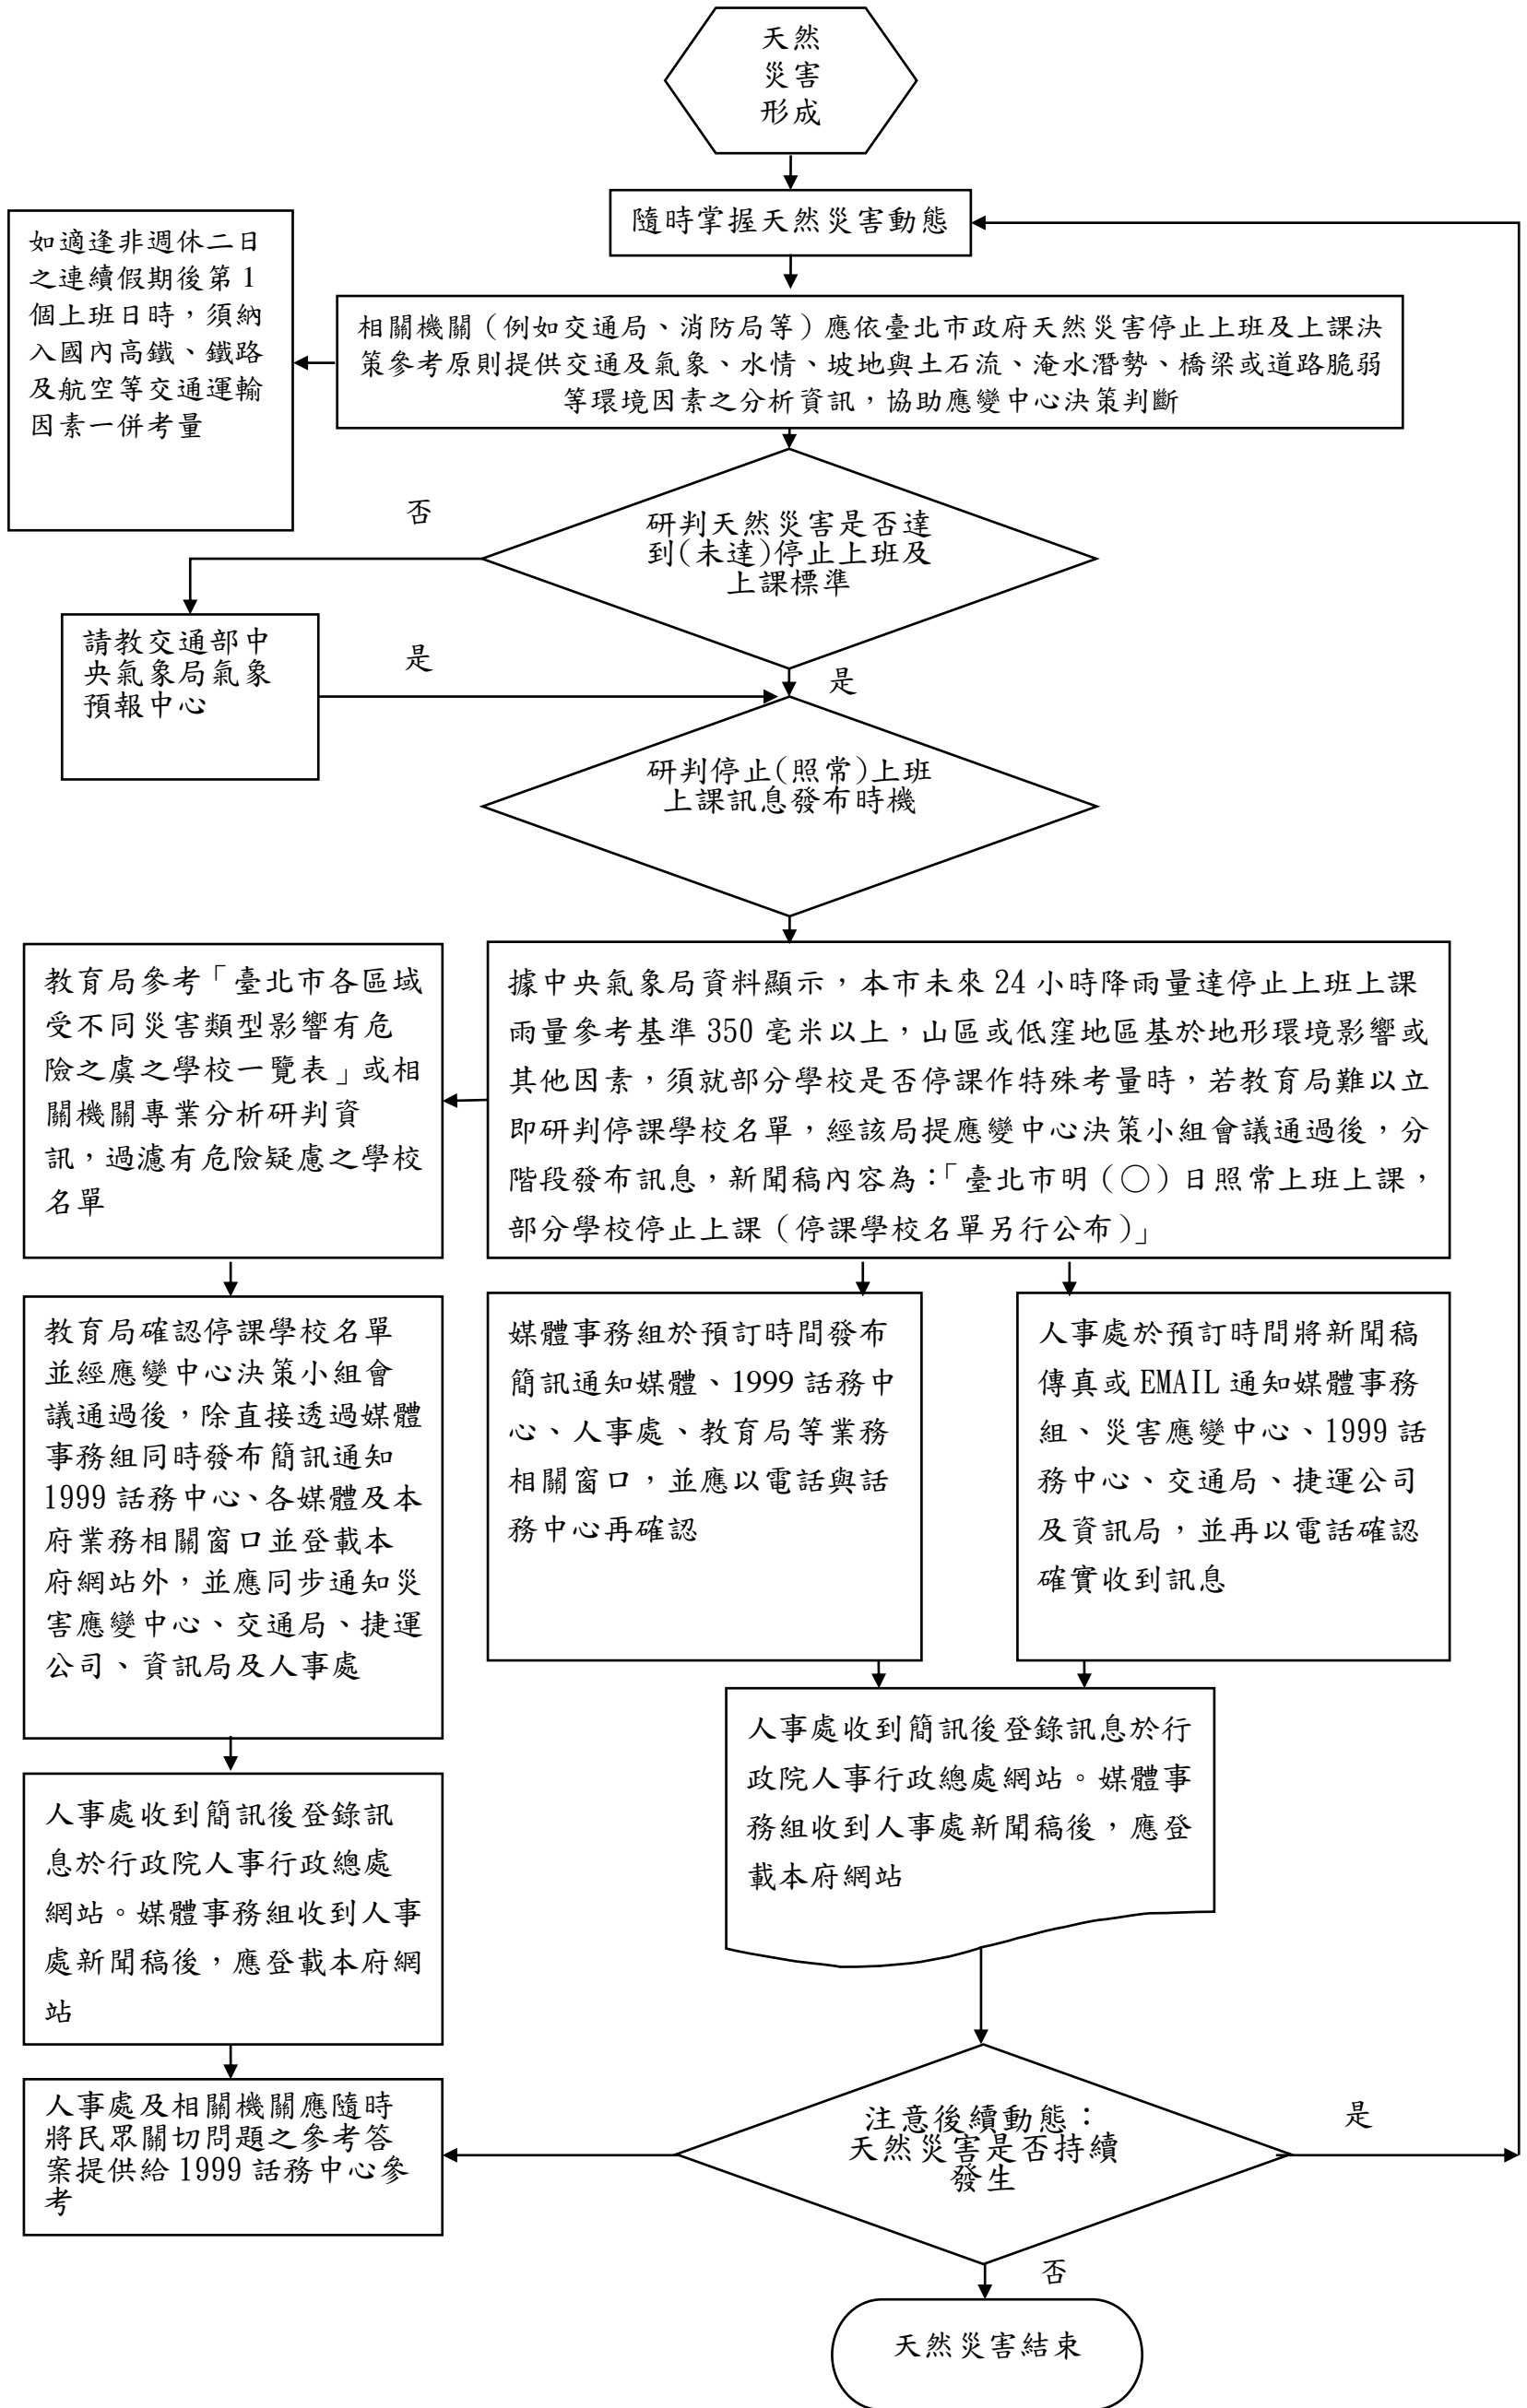 天然
災害
形成
隨時掌握天然災害動態
如適逢非週休二日
之連續假期後第 1
個上班日時，須納
入國內高鐵、鐵路
及航空等交通運輸
因素一併考量
相關機關（例如交通局、消防局等）應依臺北市政府天然災害停止上班及上課決
策參考原則提供交通及氣象、水情、坡地與土石流、淹水潛勢、橋梁或道路脆弱
等環境因素之分析資訊，協助應變中心決策判斷
否
研判天然災害是否達
到(未達)停止上班及
上課標準
請教交通部中
央氣象局氣象
預報中心
是
是
研判停止(照常)上班
上課訊息發布時機
據中央氣象局資料顯示，本市未來 24 小時降雨量達停止上班上課
雨量參考基準 350 毫米以上，山區或低窪地區基於地形環境影響或
其他因素，須就部分學校是否停課作特殊考量時，若教育局難以立
即研判停課學校名單，經該局提應變中心決策小組會議通過後，分
階段發布訊息，新聞稿內容為：「臺北市明（○）日照常上班上課，
部分學校停止上課（停課學校名單另行公布）」
教育局參考「臺北市各區域
受不同災害類型影響有危
險之虞之學校一覽表」或相
關機關專業分析研判資
訊，過濾有危險疑慮之學校
名單
教育局確認停課學校名單
並經應變中心決策小組會
議通過後，除直接透過媒體
事務組同時發布簡訊通知
1999 話務中心、各媒體及本
府業務相關窗口並登載本
府網站外，並應同步通知災
害應變中心、交通局、捷運
公司、資訊局及人事處
媒體事務組於預訂時間發布
簡訊通知媒體、1999 話務中
心、人事處、教育局等業務
相關窗口，並應以電話與話
務中心再確認
人事處於預訂時間將新聞稿
傳真或 EMAIL 通知媒體事務
組、災害應變中心、1999 話
務中心、交通局、捷運公司
及資訊局，並再以電話確認
確實收到訊息
人事處收到簡訊後登錄訊息於行
政院人事行政總處網站。媒體事
務組收到人事處新聞稿後，應登
載本府網站
人事處收到簡訊後登錄訊
息於行政院人事行政總處
網站。媒體事務組收到人事
處新聞稿後，應登載本府網
站
人事處及相關機關應隨時
將民眾關切問題之參考答
案提供給 1999 話務中心參
考
注意後續動態：
天然災害是否持續
發生
是
否
天然災害結束